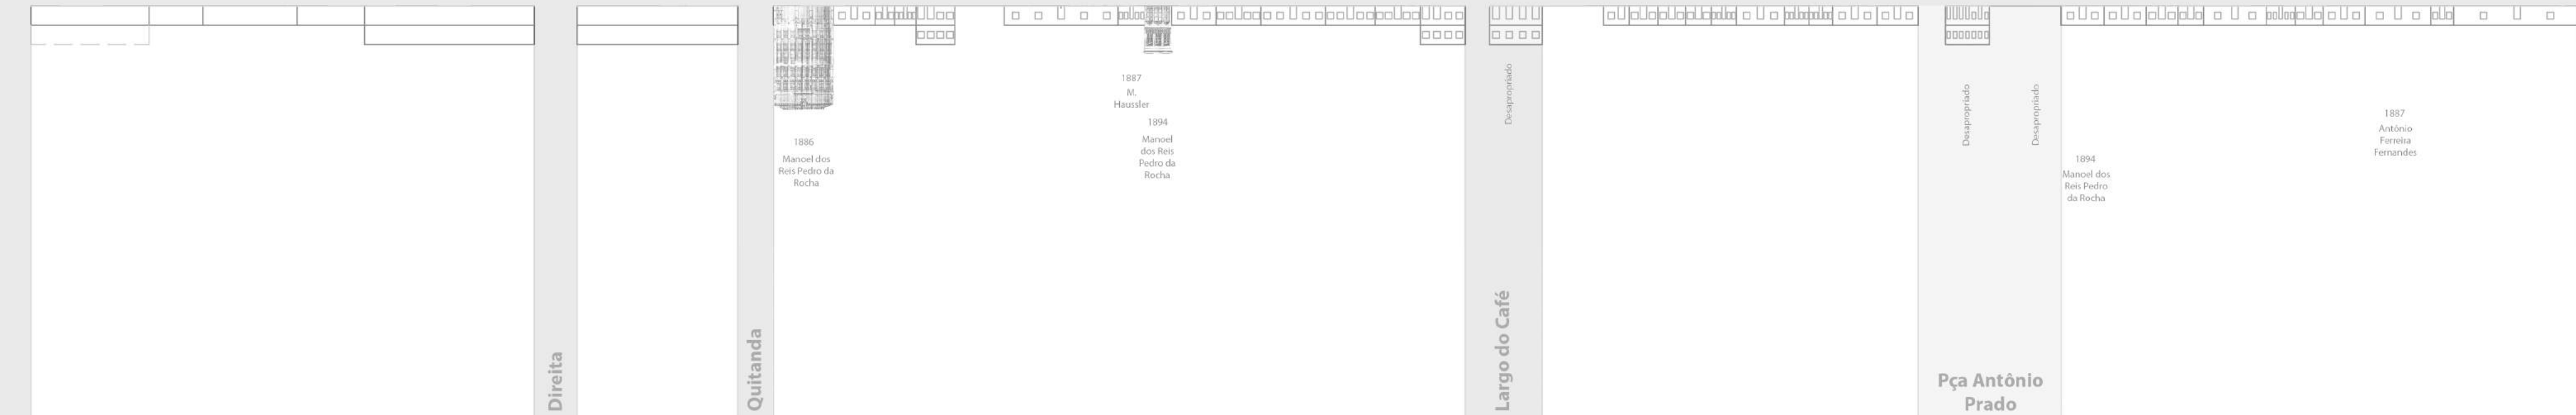 Direita
Quitanda
1886
Manoel dos
Reis Pedro da
Rocha
1887
M.
Haussler
1894
Manoel
dos Reis
Pedro da
Rocha
Desapropriado
Largo do Café
Desapropriado
Desapropriado
Pça Antônio
Prado
1894
Manoel dos
Reis Pedro
da Rocha
1887
Antônio
Ferreira
Fernandes